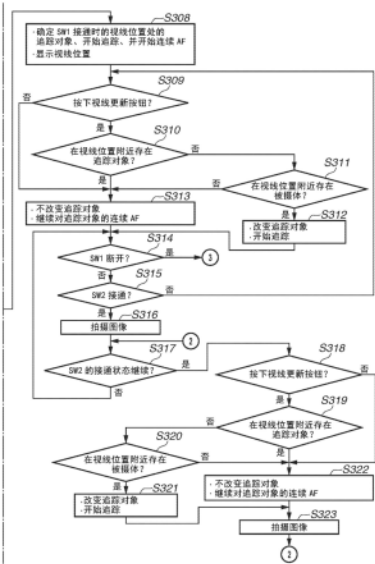 S308
·确定 SW1 接通时的视线位置处的
追踪对象、开始追踪、并开始连续 AF
·显示视线位置
S309
按下视线更新按钮?
否
是
S310
在视线位置附近存在
追踪对象?
否
是
S311
在视线位置附近存在
被摄体?
否
是
S312
·改变追踪对象
·开始追踪
S313
·不改变追踪对象
·继续对追踪对象的连续 AF
S314
SW1 断开?
是
3
否
S315
SW2 接通?
否
是
S316
拍摄图像
2
S317
SW2 的接通状态继续?
是
否
S318
按下视线更新按钮?
否
是
S319
在视线位置附近存在
追踪对象?
否
是
S320
在视线位置附近存在
被摄体?
否
是
S321
·改变追踪对象
·开始追踪
S322
·不改变追踪对象
·继续对追踪对象的连续 AF
S323
拍摄图像
2